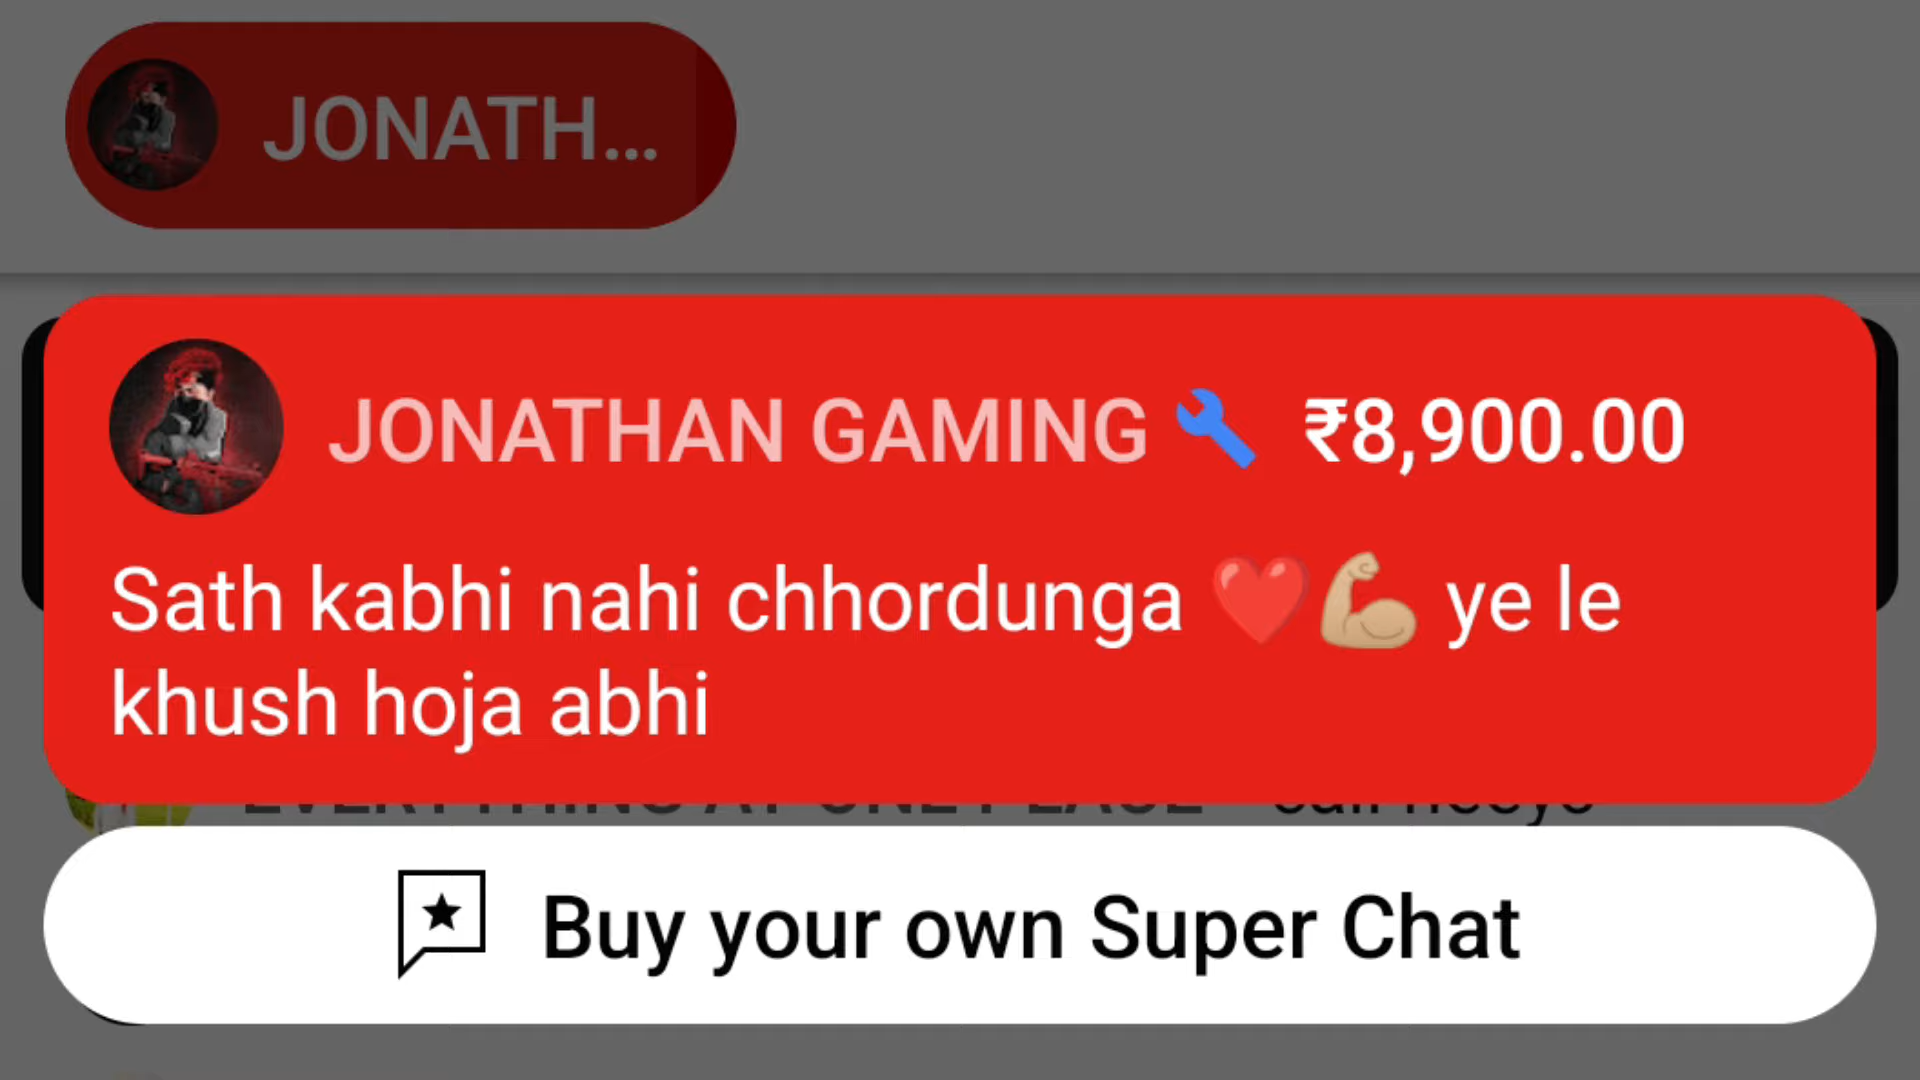 JONATH...
JONATHAN GAMING ₹8,900.00
Sath kabhi nahi chhordunga ❤️💪🏼 ye le
khush hoja abhi
Buy your own Super Chat